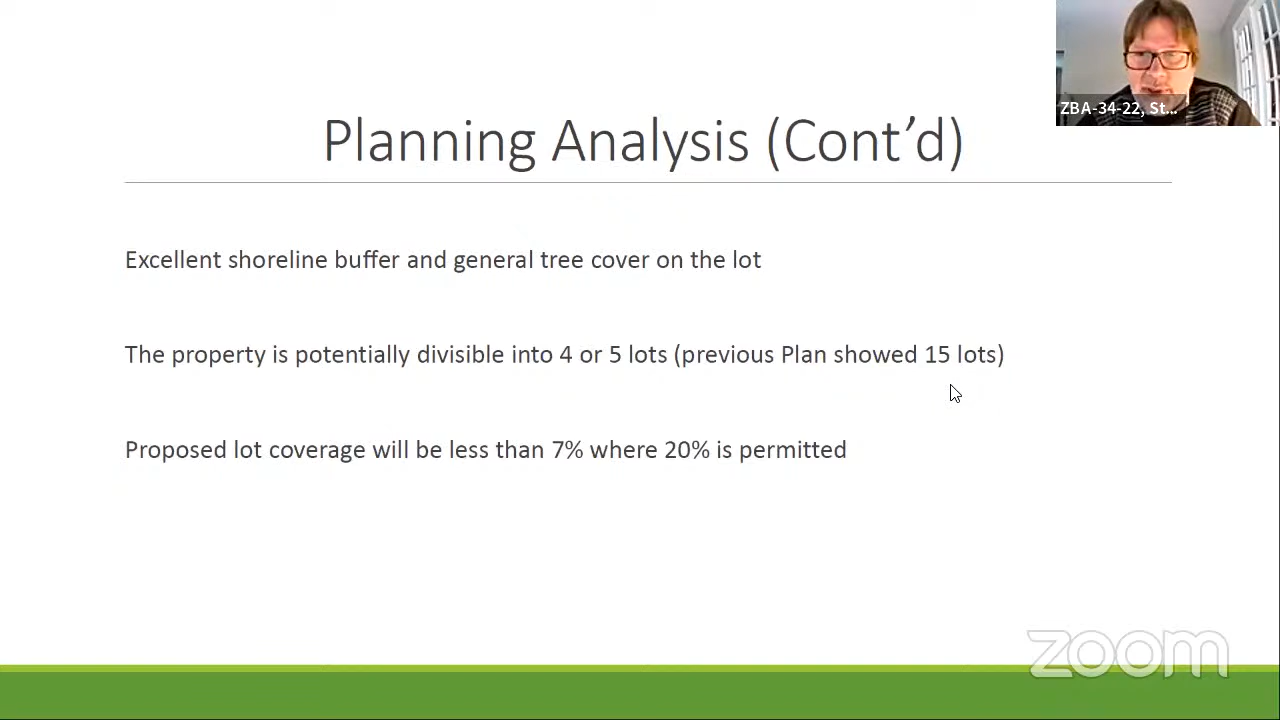 ZBA-34-22, St...
Planning Analysis (Cont’d)
Excellent shoreline buffer and general tree cover on the lot
The property is potentially divisible into 4 or 5 lots (previous Plan showed 15 lots)
Proposed lot coverage will be less than 7% where 20% is permitted
zoom